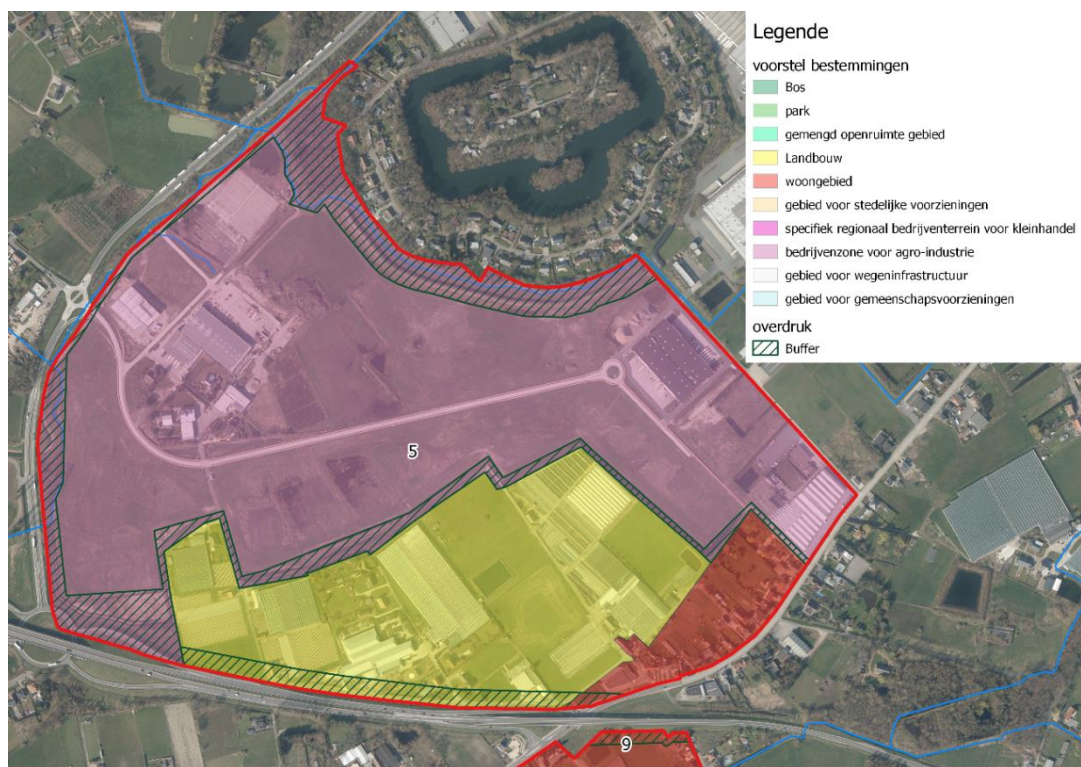 Legende
voorstel bestemmingen
Bos
park
gemengd openruimte gebied
Landbouw
woongebied
gebied voor stedelijke voorzieningen
specifiek regionaal bedrijventerrein voor kleinhandel
bedrijvenzone voor agro-industrie
gebied voor wegeninfrastructuur
gebied voor gemeenschapsvoorzieningen
overdruk
Buffer
5
9